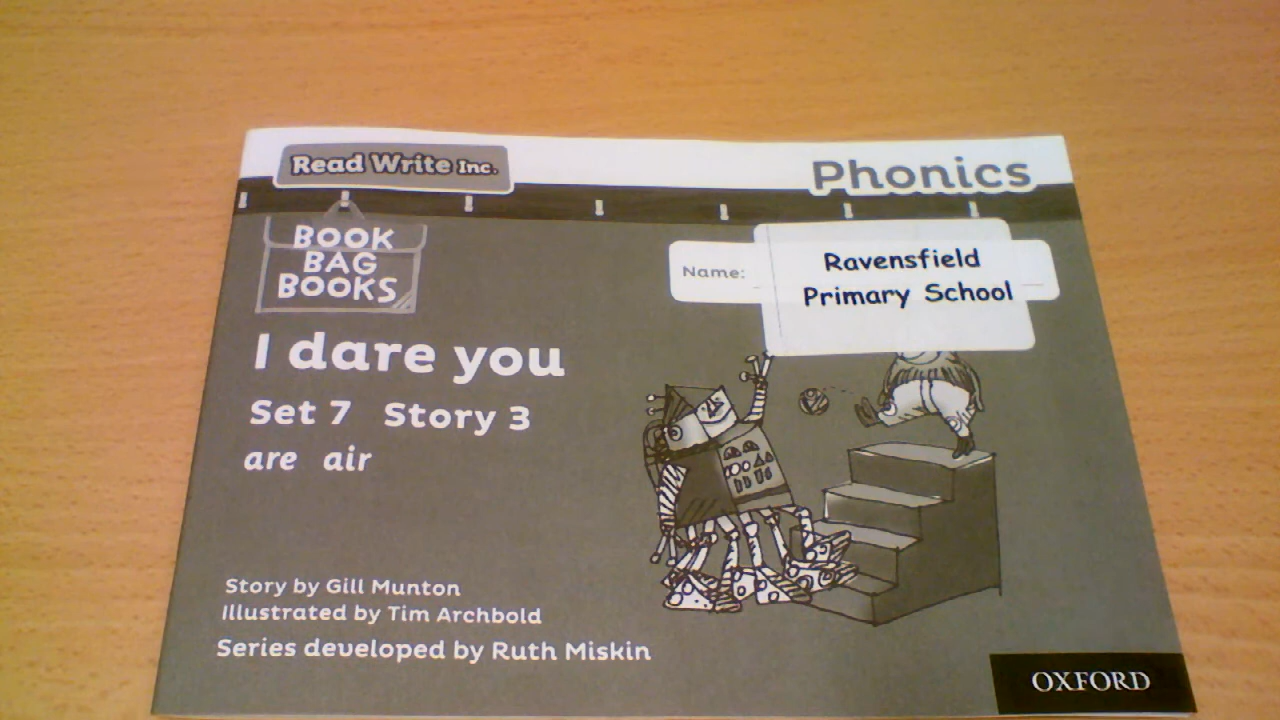 Read Write Inc.
Phonics
BOOK
BAG
BOOKS
Name:
Ravensfield
Primary School
I dare you
Set 7 Story 3
are air
Story by Gill Munton
Illustrated by Tim Archbold
Series developed by Ruth Miskin
OXFORD